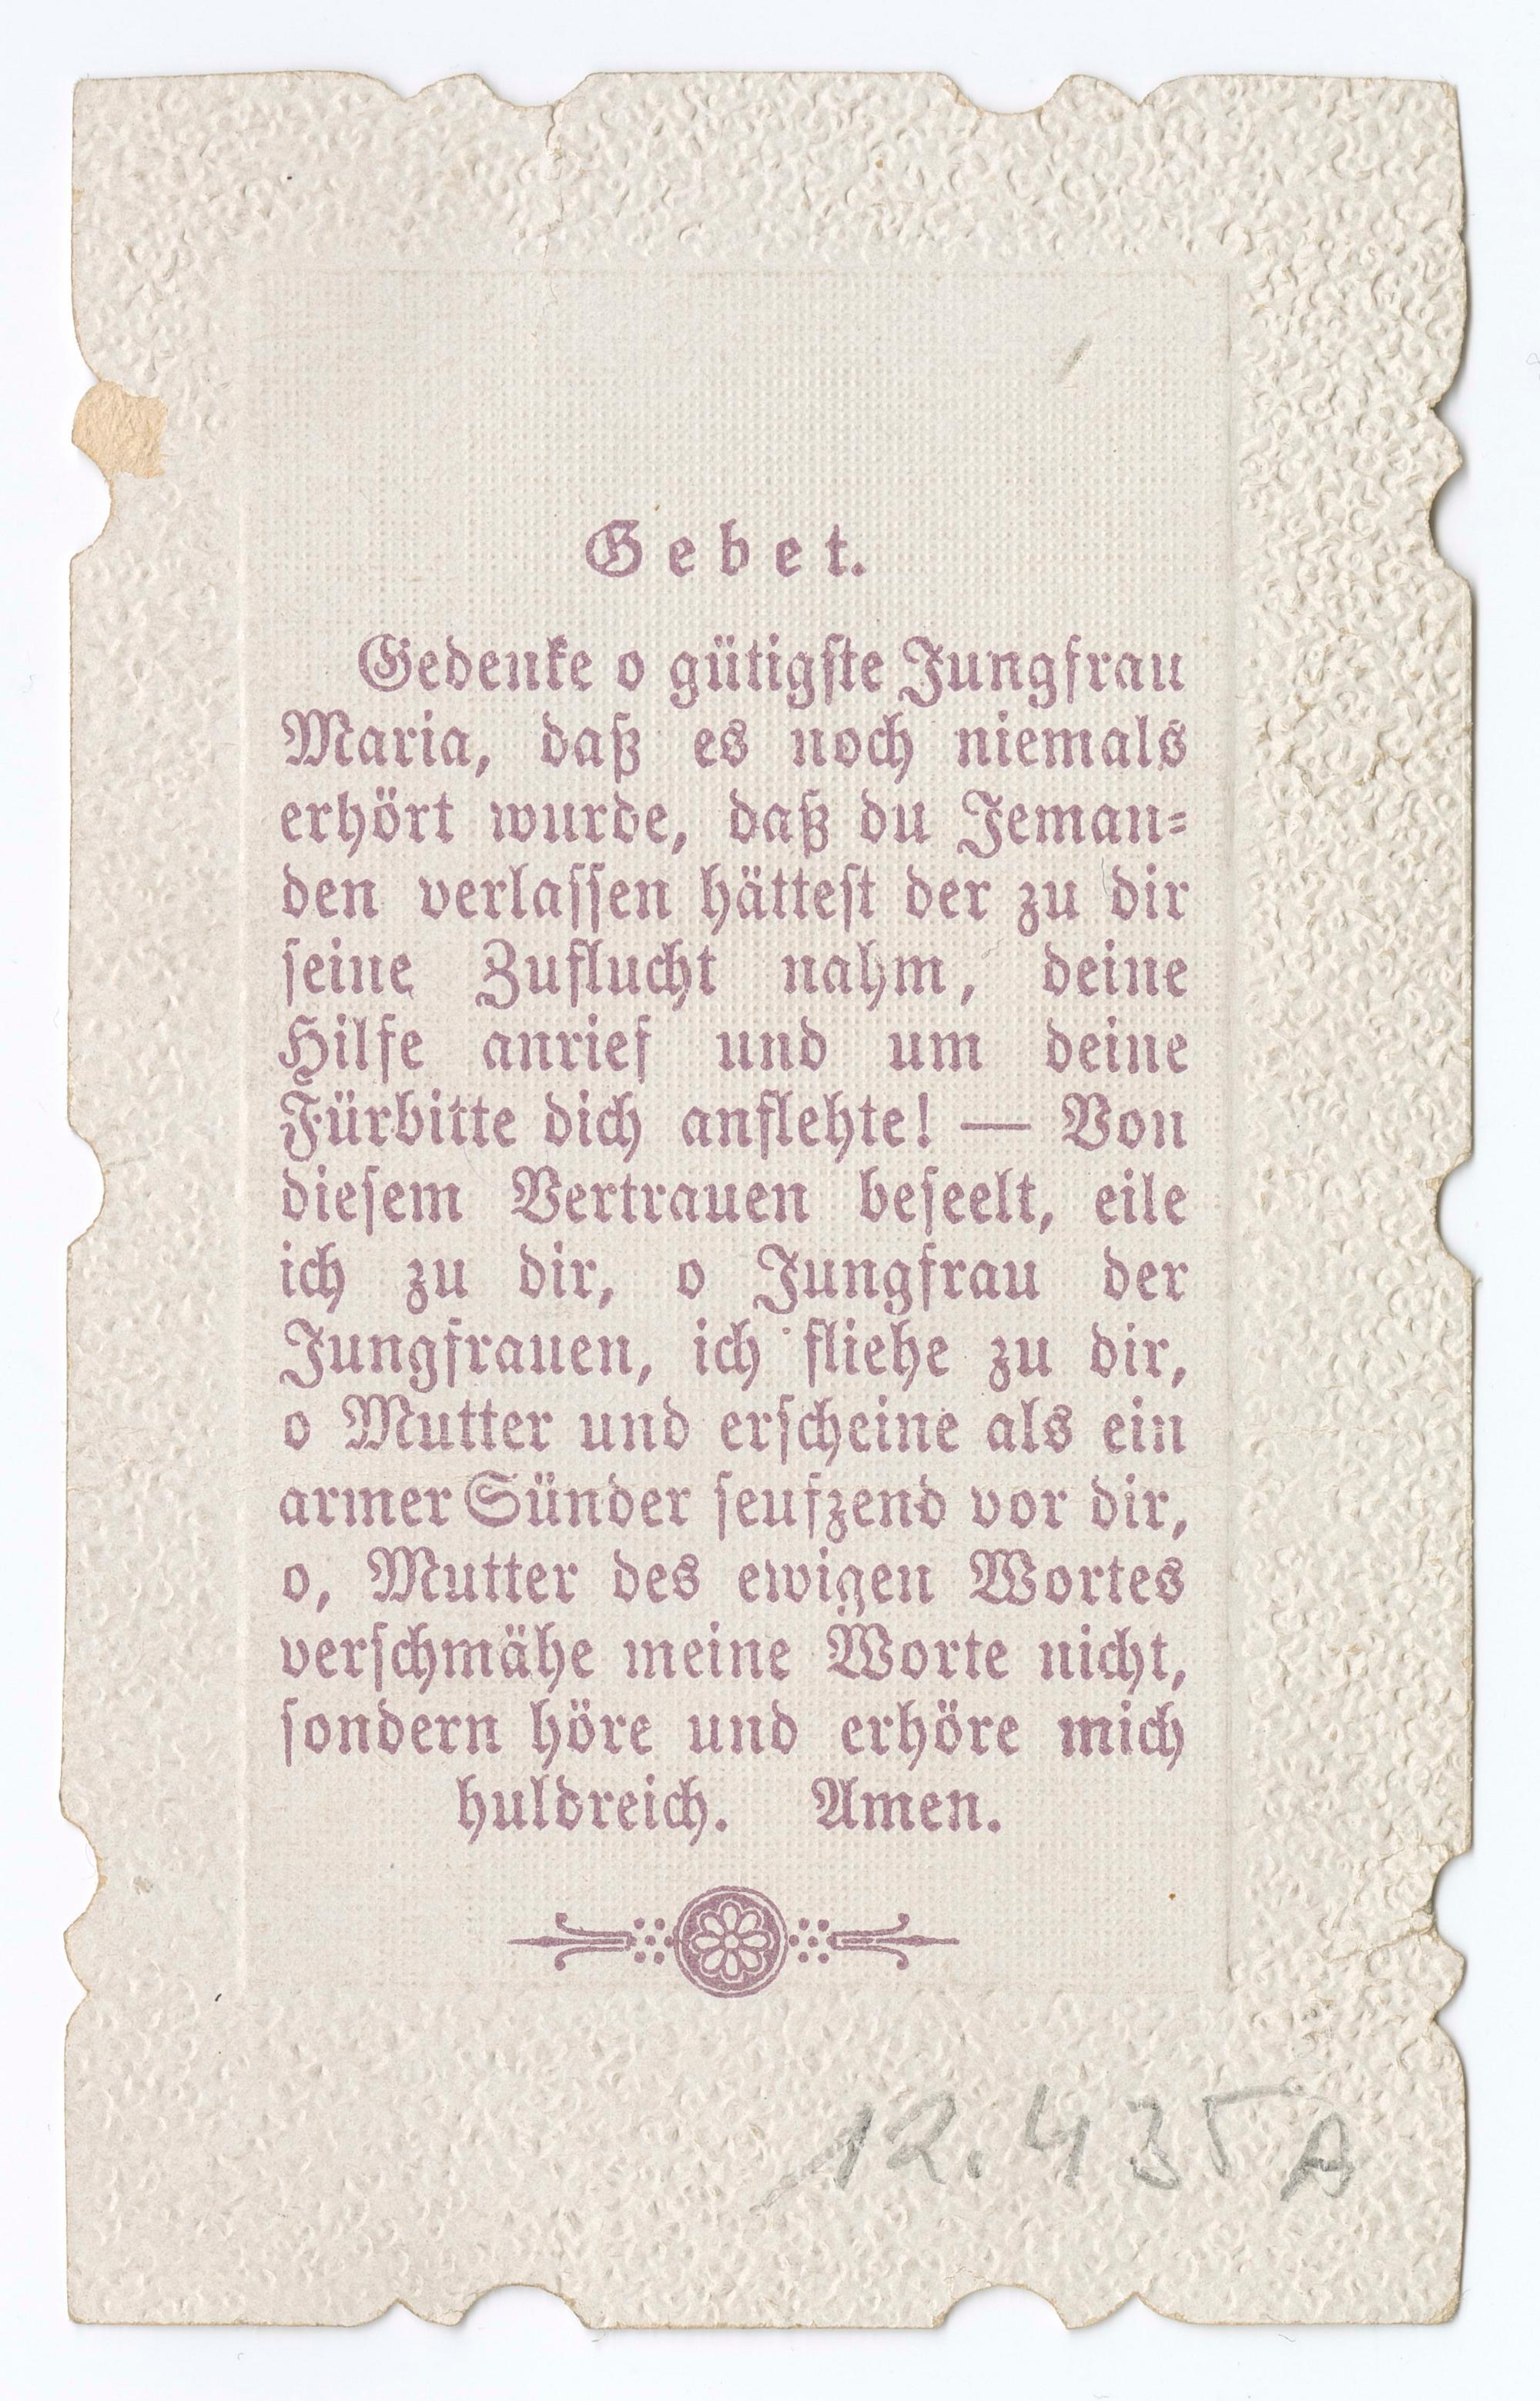 Gebet.
Gedenke o gütigste Jungfrau
Maria, daß es noch niemals
erhört wurde, daß du Jeman=
den verlassen hättest der zu dir
seine Zuflucht nahm, deine
Hilfe anrief und um deine
Fürbitte dich anflehte! — Von
diesem Vertrauen beseelt, eile
ich zu dir, o Jungfrau der
Jungfrauen, ich fliehe zu dir,
o Mutter und erscheine als ein
armer Sünder seufzend vor dir,
o, Mutter des ewigen Wortes
verschmähe meine Worte nicht,
sondern höre und erhöre mich
huldreich. Amen.
12.435 A